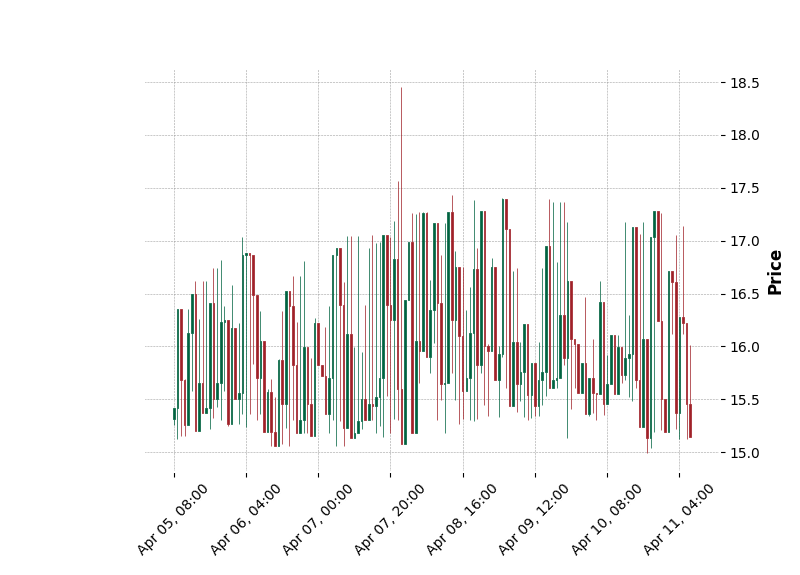 18.5
18.0
17.5
17.0
16.5
16.0
15.5
15.0
Price
Apr 05, 08:00
Apr 06, 04:00
Apr 07, 00:00
Apr 07, 20:00
Apr 08, 16:00
Apr 09, 12:00
Apr 10, 08:00
Apr 11, 04:00